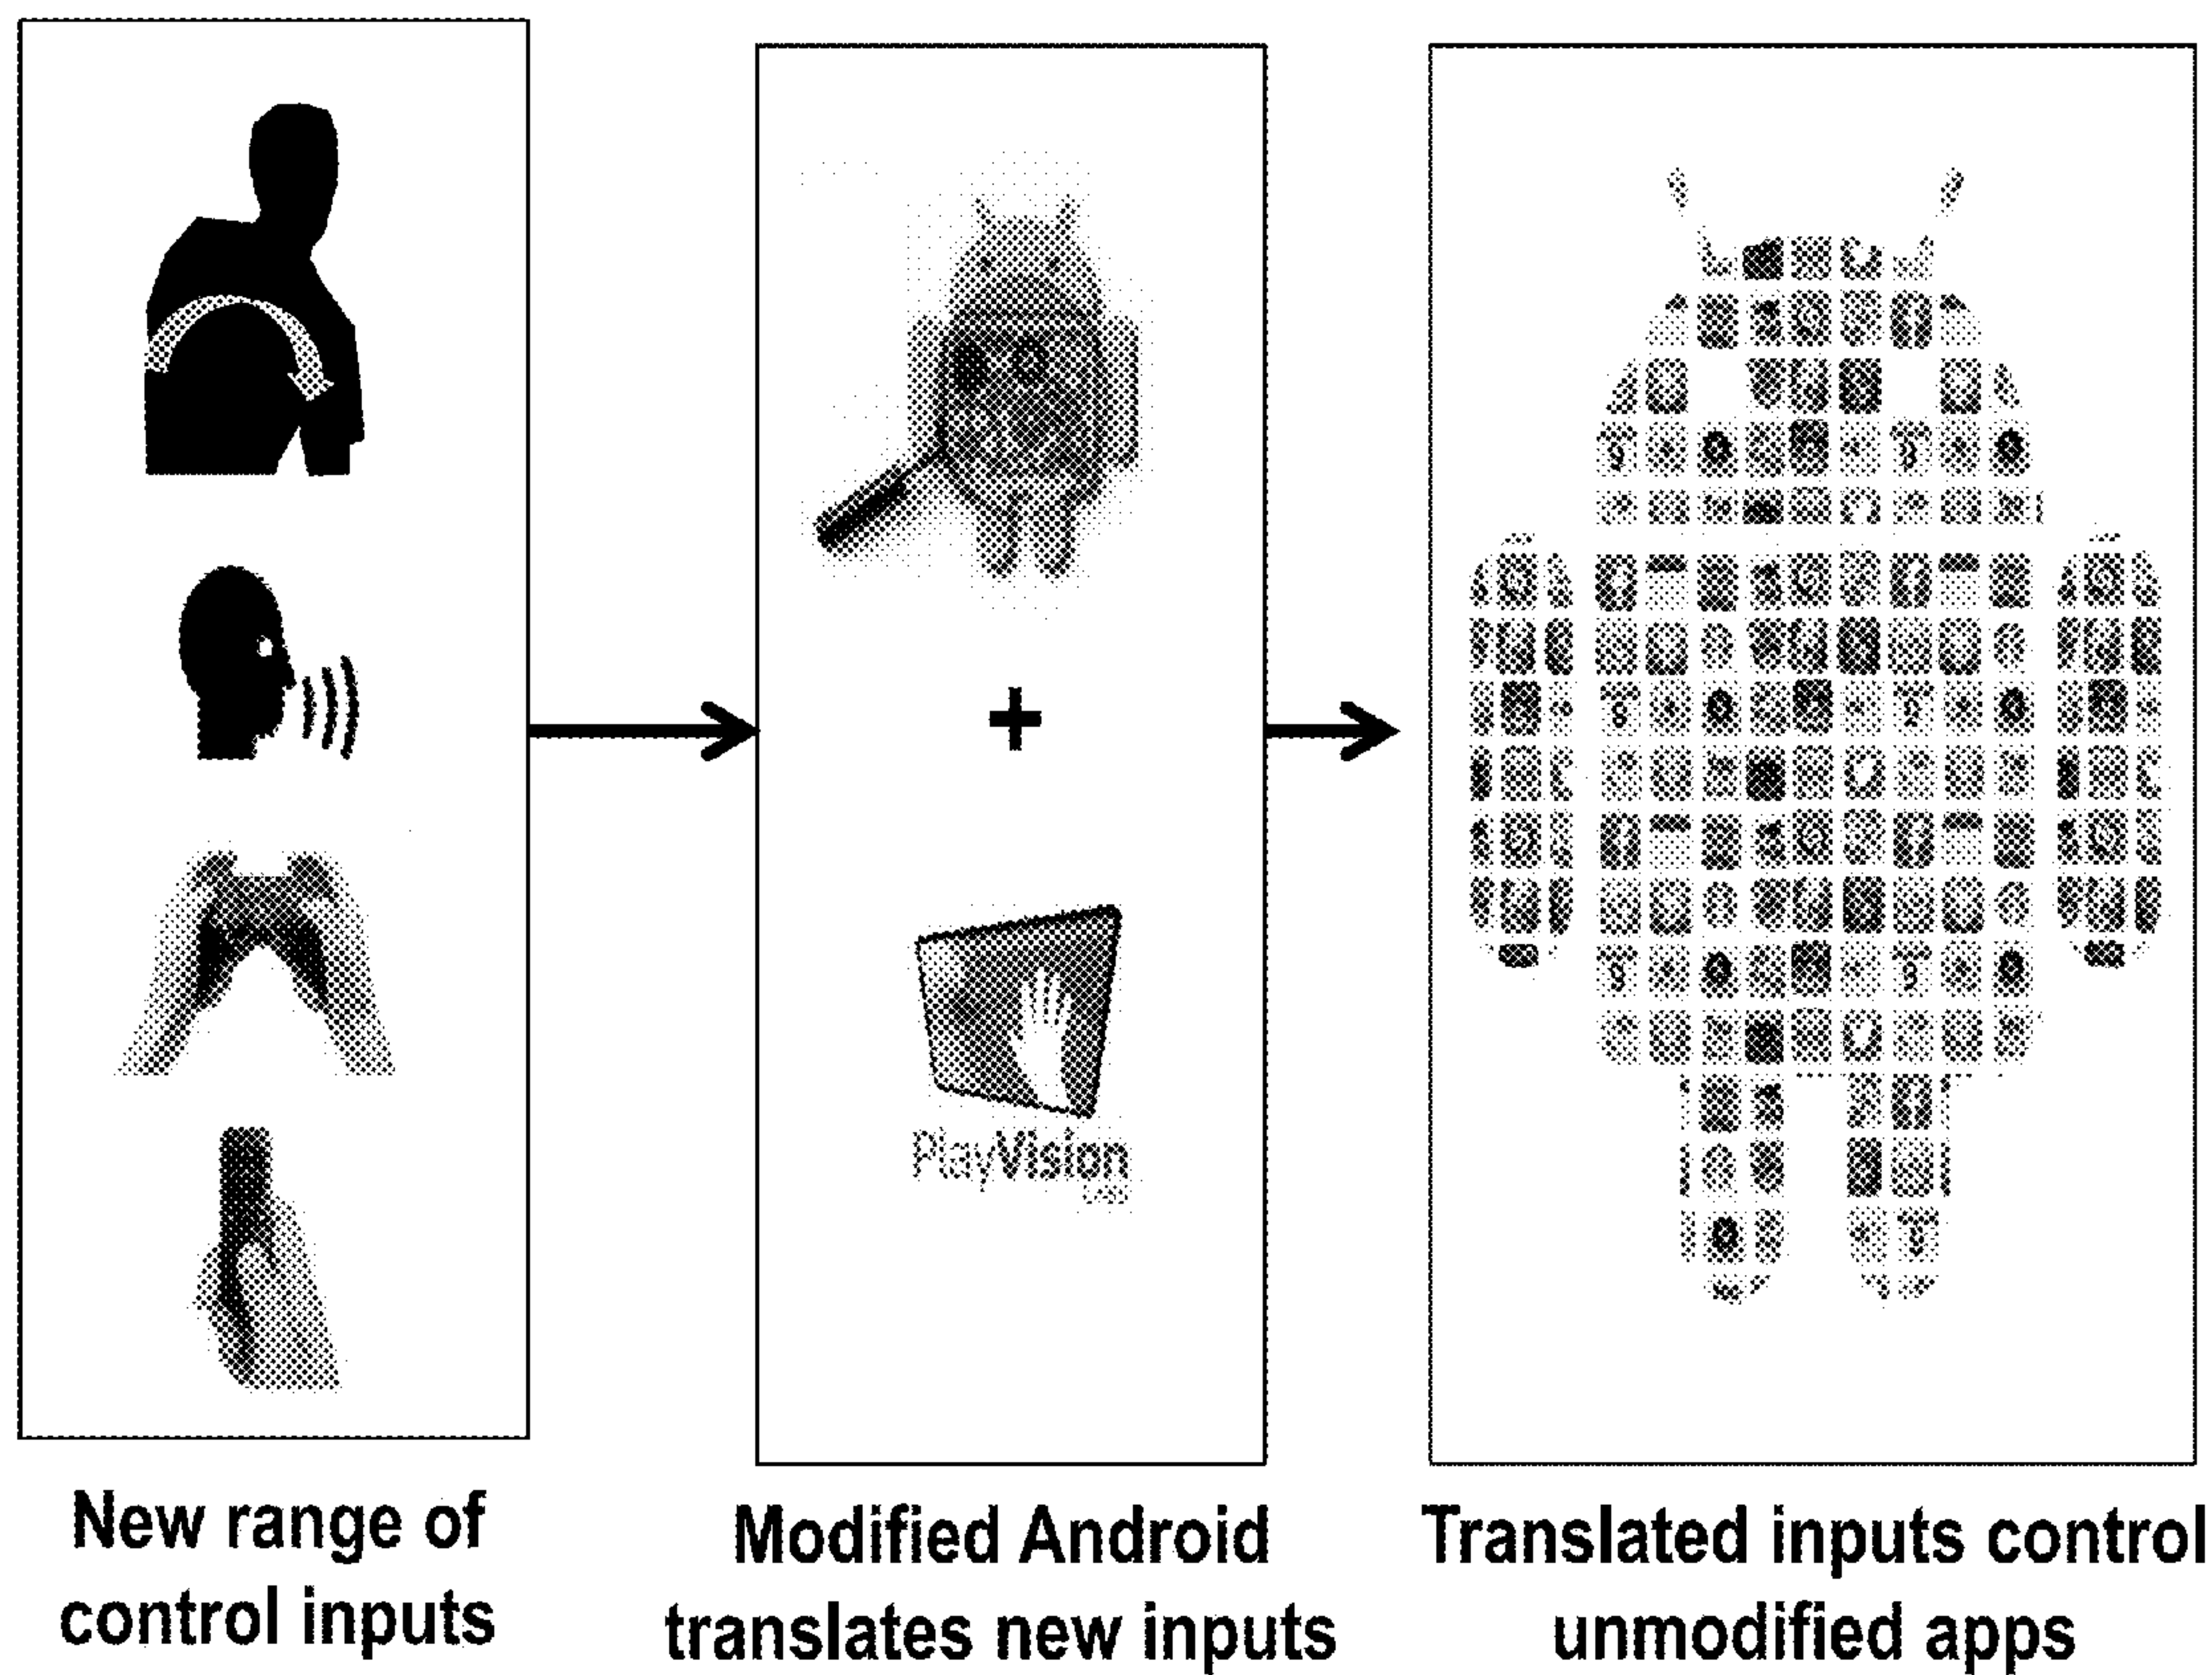 +
PlayVision
New range of
control inputs
Modified Android
translates new inputs
Translated inputs control
unmodified apps